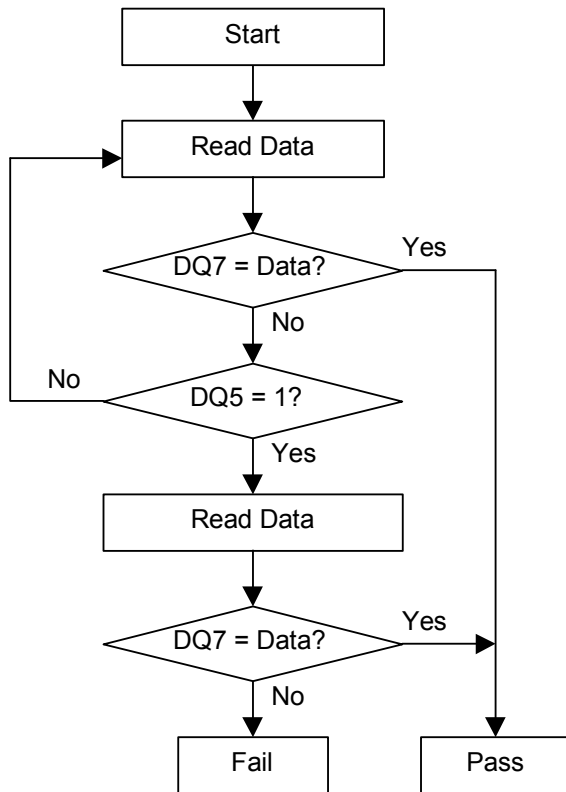 Start
Read Data
DQ7 = Data?
Yes
No
DQ5 = 1?
No
Yes
Read Data
DQ7 = Data?
Yes
No
Fail
Pass